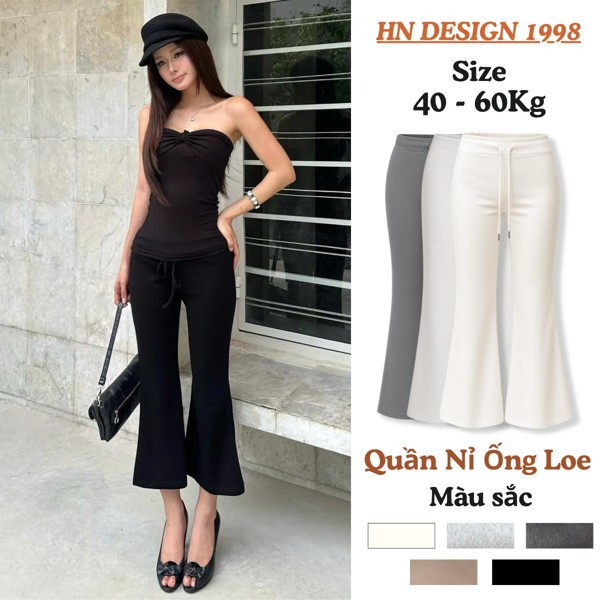 HN DESIGN 1998
Size
40 - 60Kg
Quần Nỉ Ống Loe
Màu sắc